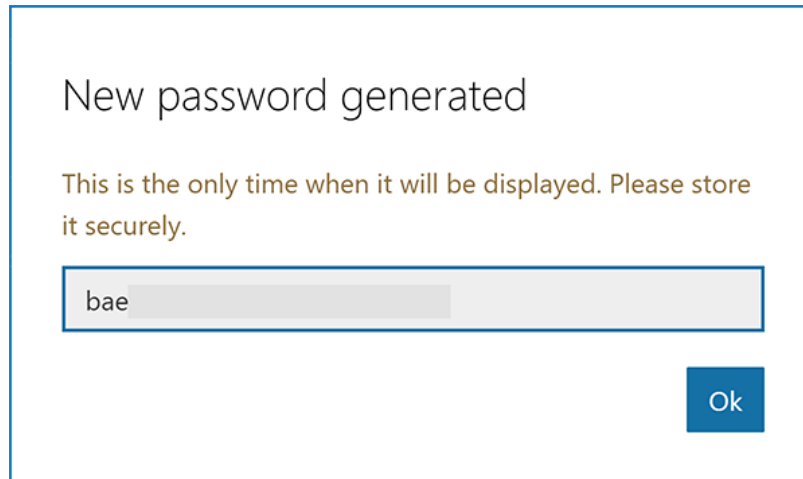 New password generated
This is the only time when it will be displayed. Please store
it securely.
bae
Ok